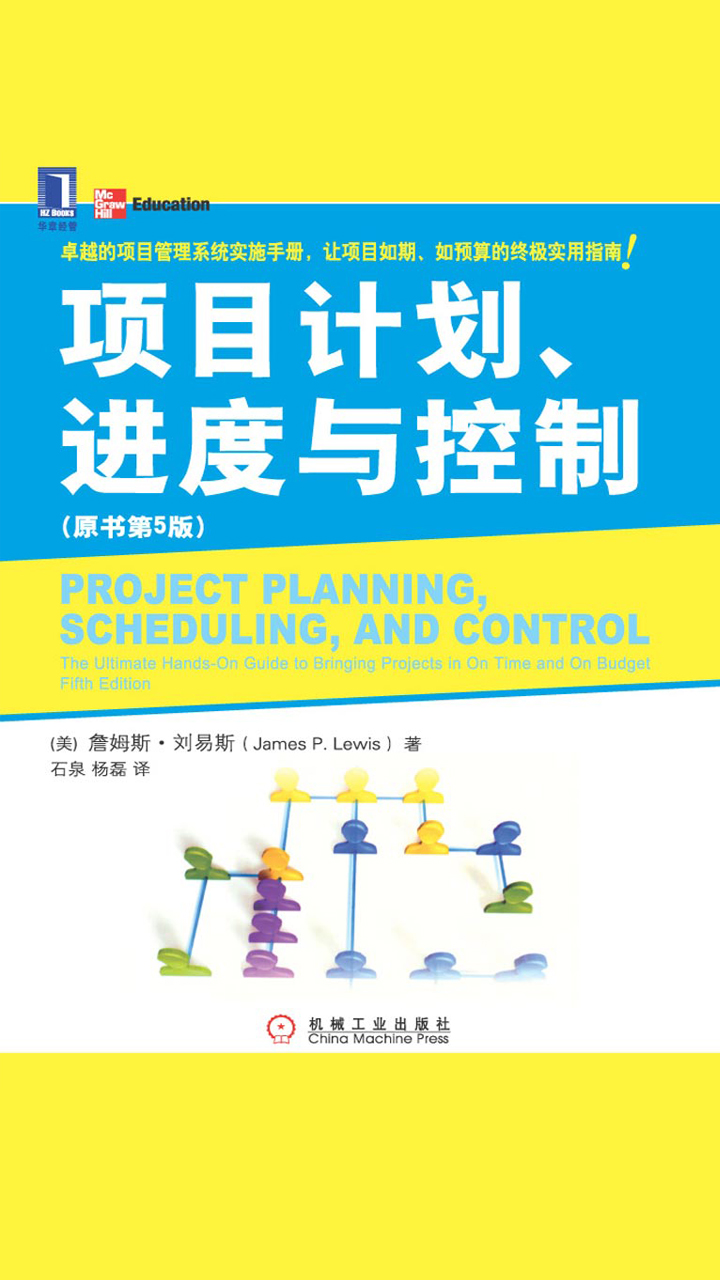 HZ Books
华章经管
Mc
Graw
Hill
Education
卓越的项目管理系统实施手册，让项目如期、如预算的终极实用指南！
项目计划、
进度与控制
（原书第5版）
PROJECT PLANNING,
SCHEDULING, AND CONTROL
The Ultimate Hands-On Guide to Bringing Projects in On Time and On Budget
Fifth Edition
(美) 詹姆斯·刘易斯（James P. Lewis）著
石泉 杨磊 译
机械工业出版社
China Machine Press